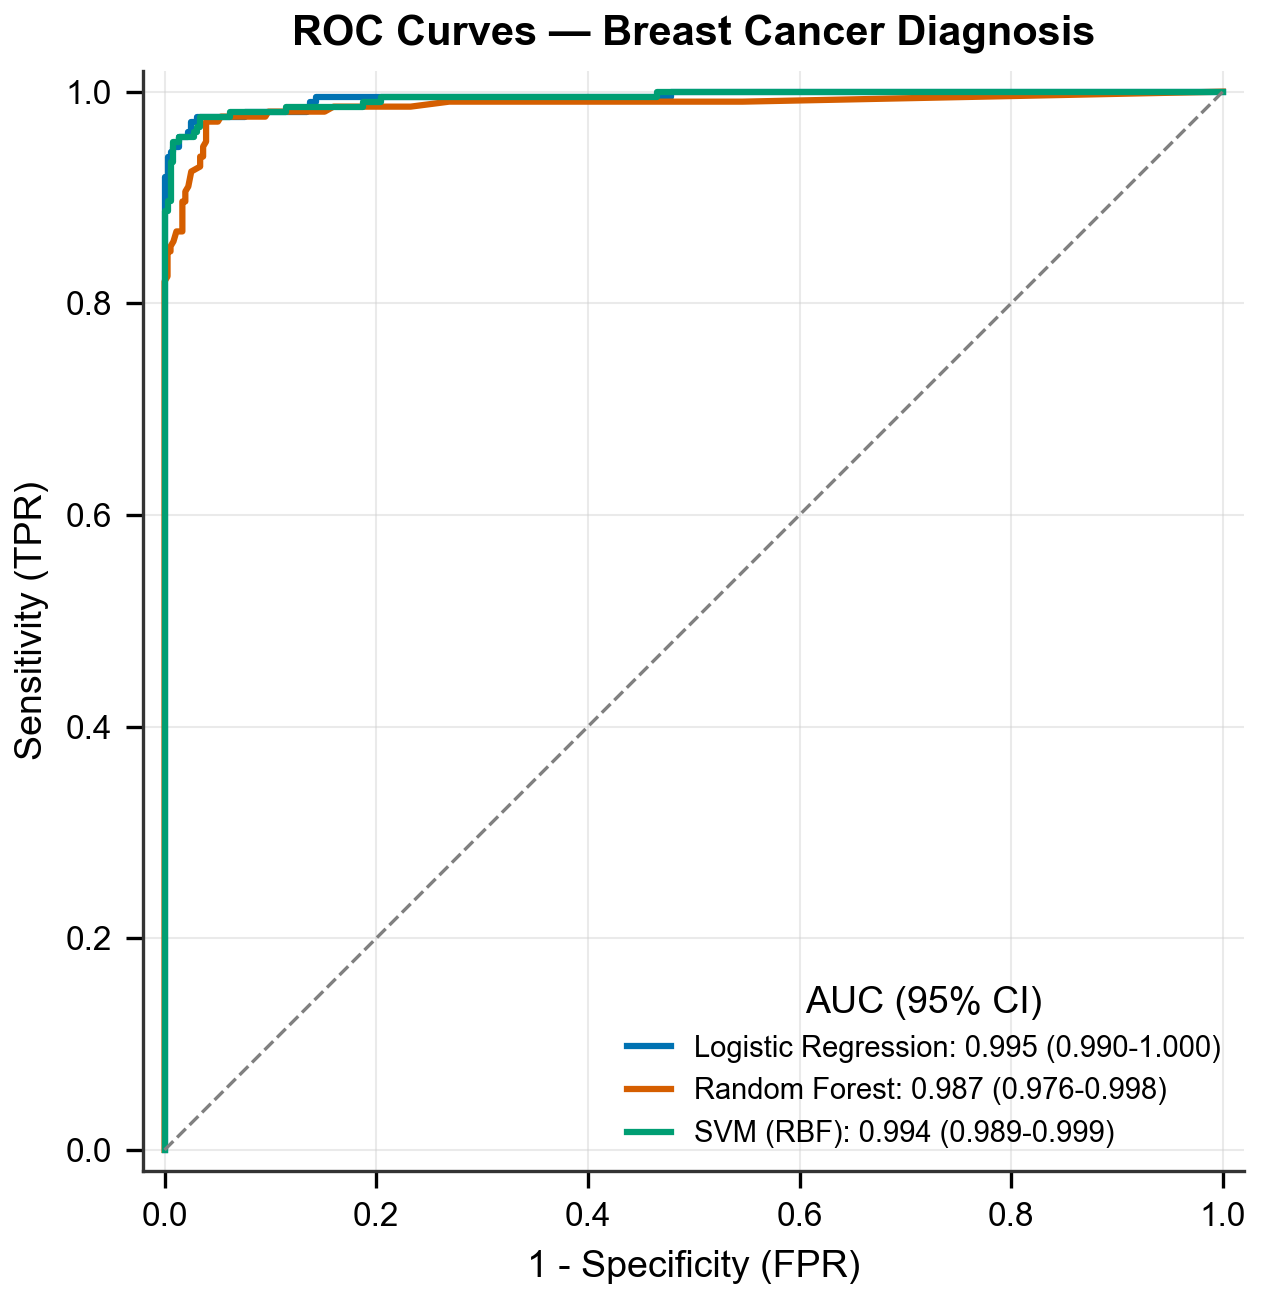 ROC Curves — Breast Cancer Diagnosis
Sensitivity (TPR)
1.0
0.8
0.6
0.4
0.2
0.0
AUC (95% CI)
Logistic Regression: 0.995 (0.990-1.000)
Random Forest: 0.987 (0.976-0.998)
SVM (RBF): 0.994 (0.989-0.999)
0.0 0.2 0.4 0.6 0.8 1.0
1 - Specificity (FPR)